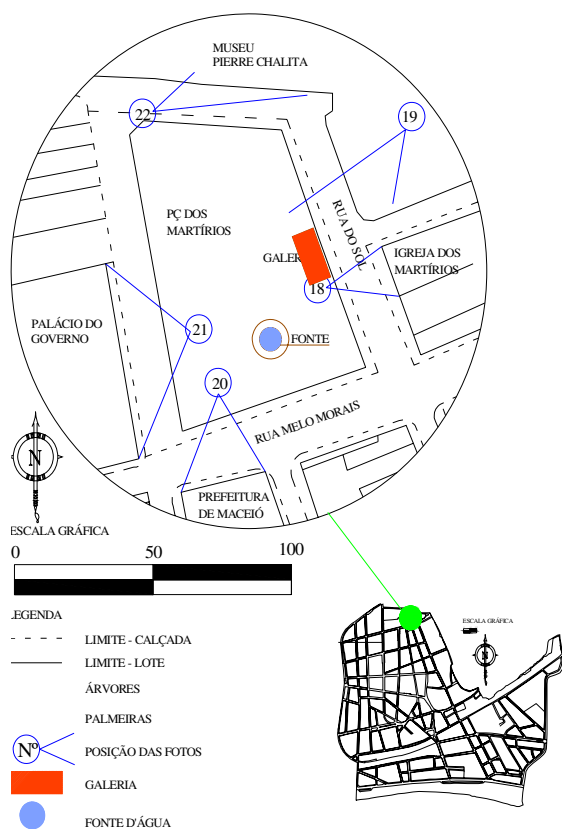 MUSEU
PIERRE CHALITA
22
19
PÇ DOS
MARTÍRIOS
RUA DO SOL
GALER
IGREJA DOS
MARTÍRIOS
18
PALÁCIO DO
GOVERNO
21
FONTE
20
RUA MELO MORAIS
N
PREFEITURA
DE MACEIÓ
ESCALA GRÁFICA
0 50 100
LEGENDA
LIMITE - CALÇADA
LIMITE - LOTE
ÁRVORES
PALMEIRAS
Nº POSIÇÃO DAS FOTOS
GALERIA
FONTE D'ÁGUA
ESCALA GRÁFICA
N